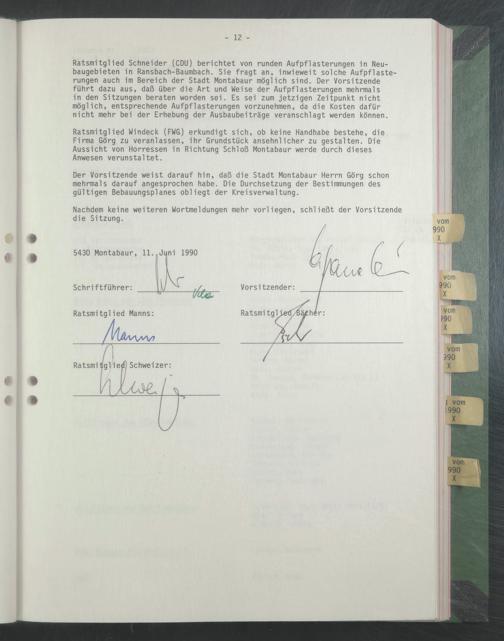 - 12 -
Ratsmitglied Schneider (CDU) berichtet von runden Aufpflasterungen in Neu-
baugebieten in Ransbach-Baumbach. Sie fragt an, inwieweit solche Aufpflaste-
rungen auch im Bereich der Stadt Montabaur möglich sind. Der Vorsitzende
führt dazu aus, daß über die Art und Weise der Aufpflasterungen mehrmals
in den Sitzungen beraten worden sei. Es sei zum jetzigen Zeitpunkt nicht
möglich, entsprechende Aufpflasterungen vorzunehmen, da die Kosten dafür
nicht mehr bei der Erhebung der Ausbaubeiträge veranschlagt werden können.
Ratsmitglied Windeck (FWG) erkundigt sich, ob keine Handhabe bestehe, die
Firma Görg zu veranlassen, ihr Grundstück ansehnlicher zu gestalten. Die
Aussicht von Horressen in Richtung Schloß Montabaur werde durch dieses
Anwesen verunstaltet.
Der Vorsitzende weist darauf hin, daß die Stadt Montabaur Herrn Görg schon
mehrmals darauf angesprochen habe. Die Durchsetzung der Bestimmungen des
gültigen Bebauungsplanes obliegt der Kreisverwaltung.
Nachdem keine weiteren Wortmeldungen mehr vorliegen, schließt der Vorsitzende
die Sitzung.
5430 Montabaur, 11. Juni 1990
Schriftführer: Vorsitzender:
Ratsmitglied Manns: Ratsmitglied Bächer:
Manns
Ratsmitglied Schweizer:
vom
990
X
vom
990
X
vom
990
X
vom
990
X
vom
1990
X
vom
990
X